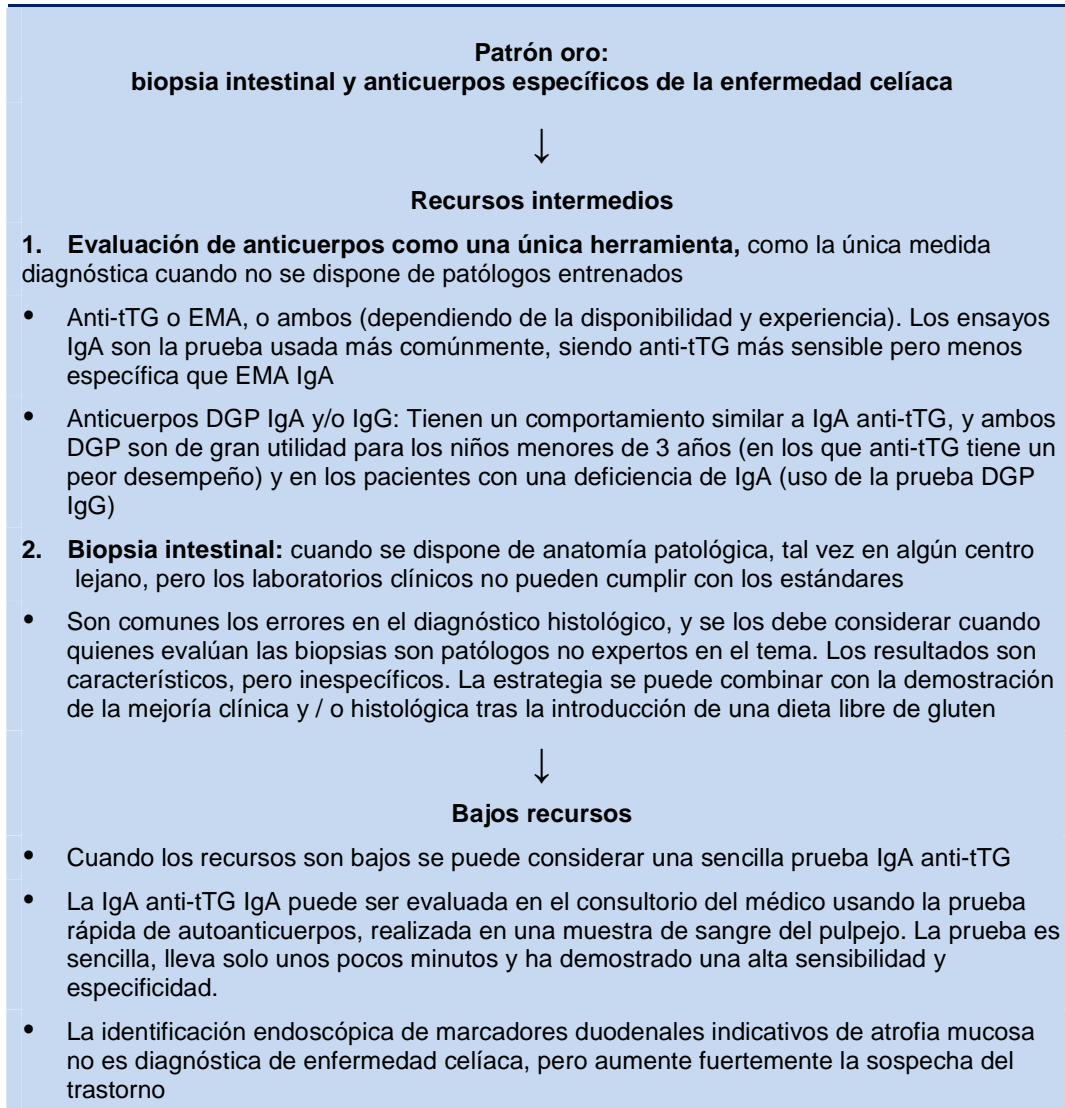 Patrón oro:
biopsia intestinal y anticuerpos específicos de la enfermedad celíaca
↓
Recursos intermedios
1. Evaluación de anticuerpos como una única herramienta, como la única medida
diagnóstica cuando no se dispone de patólogos entrenados
• Anti-tTG o EMA, o ambos (dependiendo de la disponibilidad y experiencia). Los ensayos
IgA son la prueba usada más comúnmente, siendo anti-tTG más sensible pero menos
específica que EMA IgA
• Anticuerpos DGP IgA y/o IgG: Tienen un comportamiento similar a IgA anti-tTG, y ambos
DGP son de gran utilidad para los niños menores de 3 años (en los que anti-tTG tiene un
peor desempeño) y en los pacientes con una deficiencia de IgA (uso de la prueba DGP
IgG)
2. Biopsia intestinal: cuando se dispone de anatomía patológica, tal vez en algún centro
lejano, pero los laboratorios clínicos no pueden cumplir con los estándares
• Son comunes los errores en el diagnóstico histológico, y se los debe considerar cuando
quienes evalúan las biopsias son patólogos no expertos en el tema. Los resultados son
característicos, pero inespecíficos. La estrategia se puede combinar con la demostración
de la mejoría clínica y / o histológica tras la introducción de una dieta libre de gluten
↓
Bajos recursos
• Cuando los recursos son bajos se puede considerar una sencilla prueba IgA anti-tTG
• La IgA anti-tTG IgA puede ser evaluada en el consultorio del médico usando la prueba
rápida de autoanticuerpos, realizada en una muestra de sangre del pulpejo. La prueba es
sencilla, lleva solo unos pocos minutos y ha demostrado una alta sensibilidad y
especificidad.
• La identificación endoscópica de marcadores duodenales indicativos de atrofia mucosa
no es diagnóstica de enfermedad celíaca, pero aumente fuertemente la sospecha del
trastorno